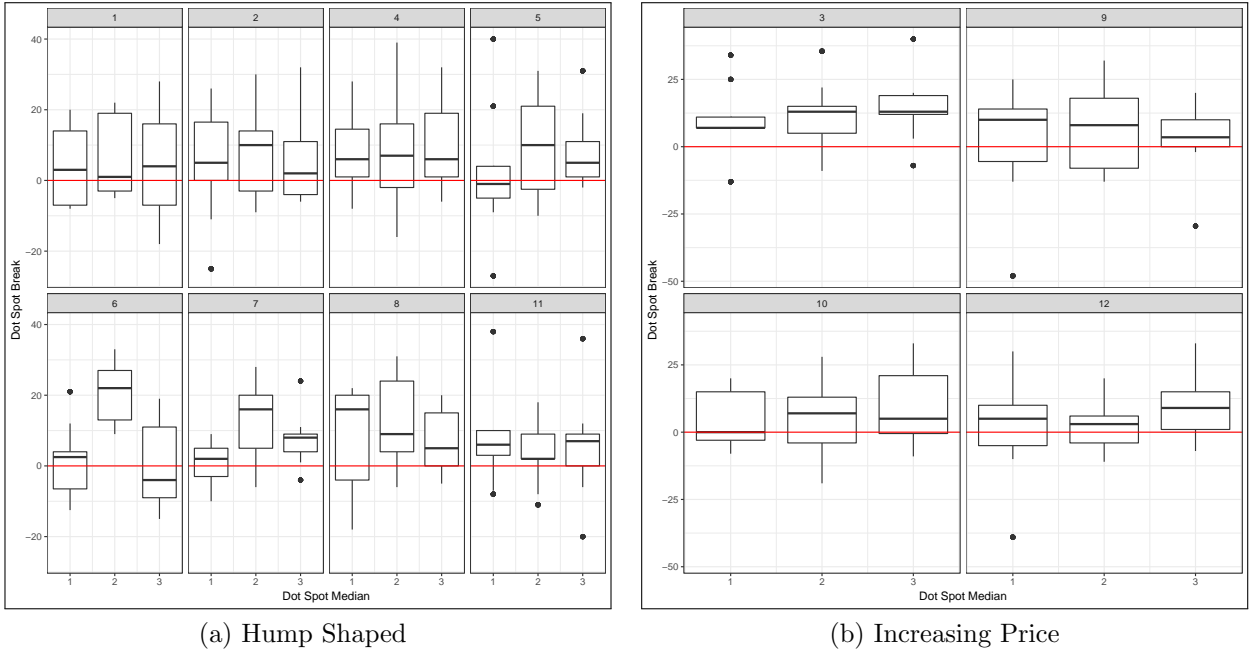 1 2 4 5
40
20
0
−20
6 7 8 11
40
20
0
−20
1 2 3 1 2 3 1 2 3 1 2 3
Dot Spot Break
Dot Spot Median
(a) Hump Shaped
3 9
25
0
−25
−50
10 12
25
0
−25
−50
1 2 3 1 2 3
Dot Spot Break
Dot Spot Median
(b) Increasing Price